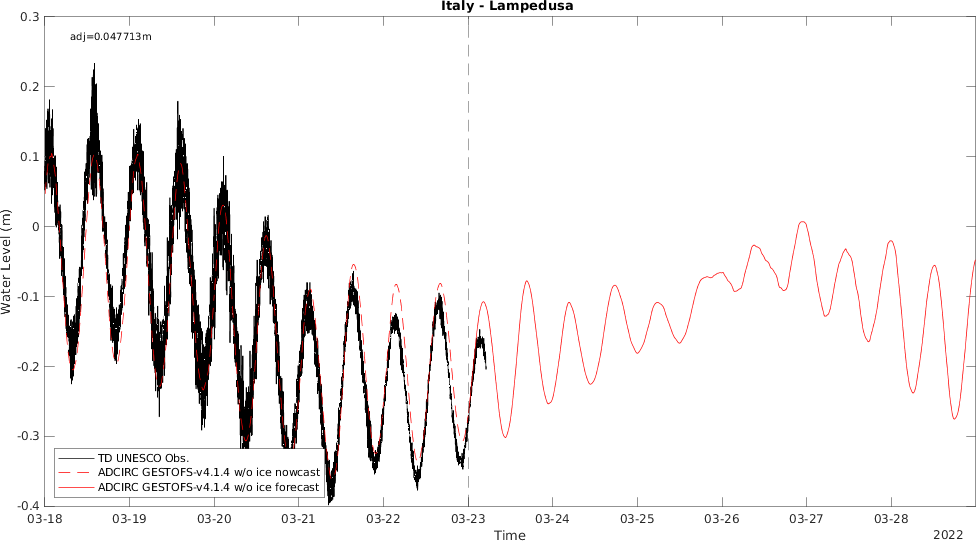 Italy - Lampedusa
adj=0.047713m
0.3
0.2
0.1
0
-0.1
-0.2
-0.3
-0.4
Water Level (m)
TD UNESCO Obs.
ADCIRC GESTOFS-v4.1.4 w/o ice nowcast
ADCIRC GESTOFS-v4.1.4 w/o ice forecast
03-18 03-19 03-20 03-21 03-22 03-23 03-24 03-25 03-26 03-27 03-28
Time
2022